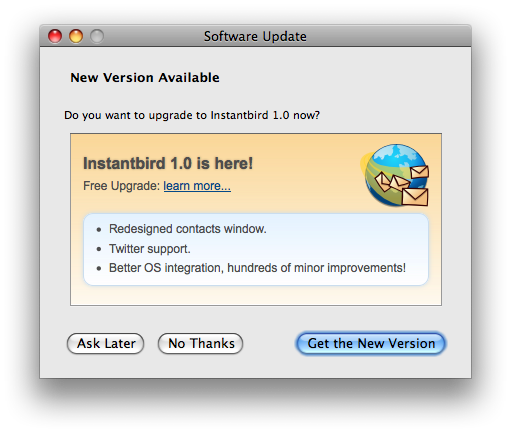 Software Update
New Version Available
Do you want to upgrade to Instantbird 1.0 now?
Instantbird 1.0 is here!
Free Upgrade: learn more...
• Redesigned contacts window.
• Twitter support.
• Better OS integration, hundreds of minor improvements!
Ask Later No Thanks Get the New Version